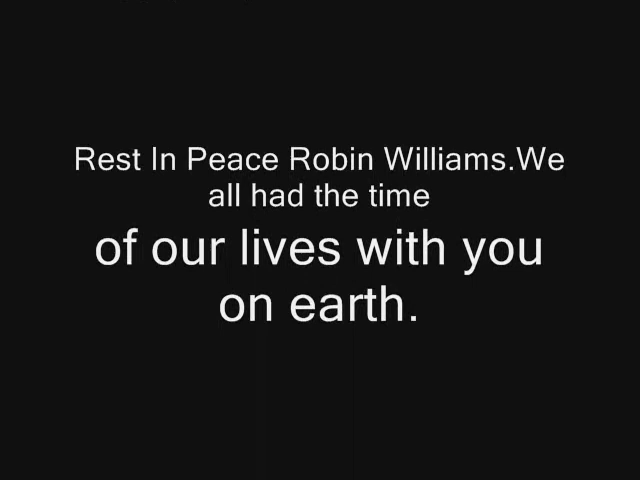 Rest In Peace Robin Williams.We
all had the time
of our lives with you
on earth.